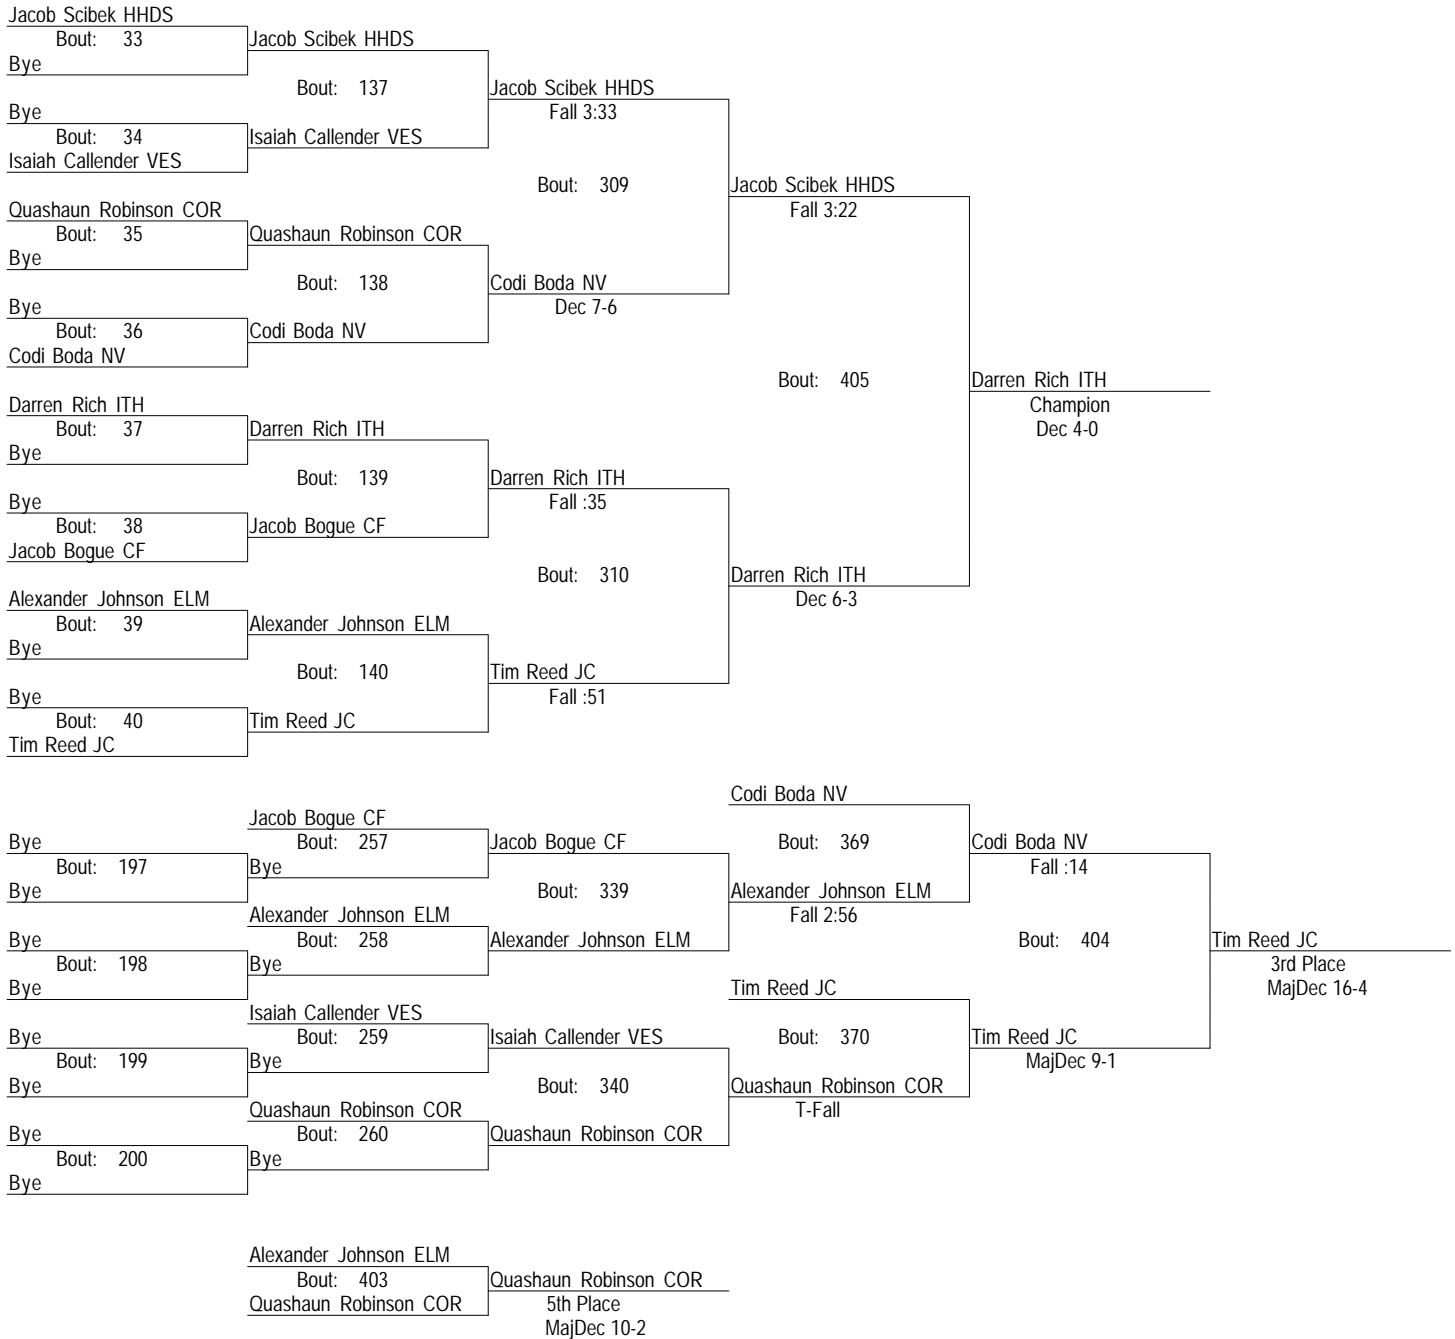 Jacob Scibek HHDS
Bout: 33
Bye
Bye
Bout: 34
Isaiah Callender VES
Quashaun Robinson COR
Bout: 35
Bye
Bye
Bout: 36
Codi Boda NV
Darren Rich ITH
Bout: 37
Bye
Bye
Bout: 38
Jacob Bogue CF
Alexander Johnson ELM
Bout: 39
Bye
Bye
Bout: 40
Tim Reed JC
Jacob Scibek HHDS
Bout: 137
Isaiah Callender VES
Quashaun Robinson COR
Bout: 138
Codi Boda NV
Darren Rich ITH
Bout: 139
Jacob Bogue CF
Alexander Johnson ELM
Bout: 140
Tim Reed JC
Jacob Scibek HHDS
Fall 3:33
Bout: 309
Codi Boda NV
Dec 7-6
Darren Rich ITH
Fall :35
Bout: 310
Tim Reed JC
Fall :51
Jacob Scibek HHDS
Fall 3:22
Bout: 405
Darren Rich ITH
Dec 6-3
Darren Rich ITH
Champion
Dec 4-0
Bye
Bout: 197
Bye
Bye
Bout: 198
Bye
Bye
Bout: 199
Bye
Bye
Bout: 200
Bye
Jacob Bogue CF
Bout: 257
Bye
Alexander Johnson ELM
Bout: 258
Bye
Isaiah Callender VES
Bout: 259
Bye
Quashaun Robinson COR
Bout: 260
Bye
Jacob Bogue CF
Bout: 339
Alexander Johnson ELM
Isaiah Callender VES
Bout: 340
Quashaun Robinson COR
Codi Boda NV
Bout: 369
Alexander Johnson ELM
Fall 2:56
Tim Reed JC
Bout: 370
Quashaun Robinson COR
T-Fall
Codi Boda NV
Fall :14
Bout: 404
Tim Reed JC
MajDec 9-1
Tim Reed JC
3rd Place
MajDec 16-4
Alexander Johnson ELM
Bout: 403
Quashaun Robinson COR
Quashaun Robinson COR
5th Place
MajDec 10-2